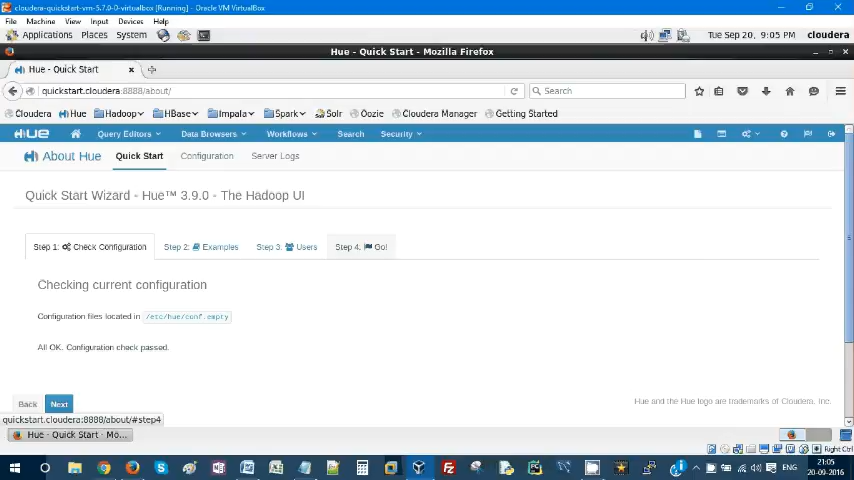 cloudera-quickstart-vm-5.7.0-0-virtualbox [Running] - Oracle VM VirtualBox
File Machine View Input Devices Help
Applications Places System Tue Sep 20, 9:05 PM cloudera
Hue - Quick Start - Mozilla Firefox
Hue - Quick Start
quickstart.cloudera:8888/about/ Search
Cloudera Hue Hadoop HBase Impala Spark Solr Oozie Cloudera Manager Getting Started
HUE Query Editors Data Browsers Workflows Search Security
About Hue Quick Start Configuration Server Logs
Quick Start Wizard - Hue™ 3.9.0 - The Hadoop UI
Step 1: Check Configuration Step 2: Examples Step 3: Users Step 4: Go!
Checking current configuration
Configuration files located in /etc/hue/conf.empty
All OK. Configuration check passed.
Back Next
Hue and the Hue logo are trademarks of Cloudera, Inc.
quickstart.cloudera:8888/about/#step4
Hue - Quick Start - Mo...
Right Ctrl
ENG
21:05
20-09-2016